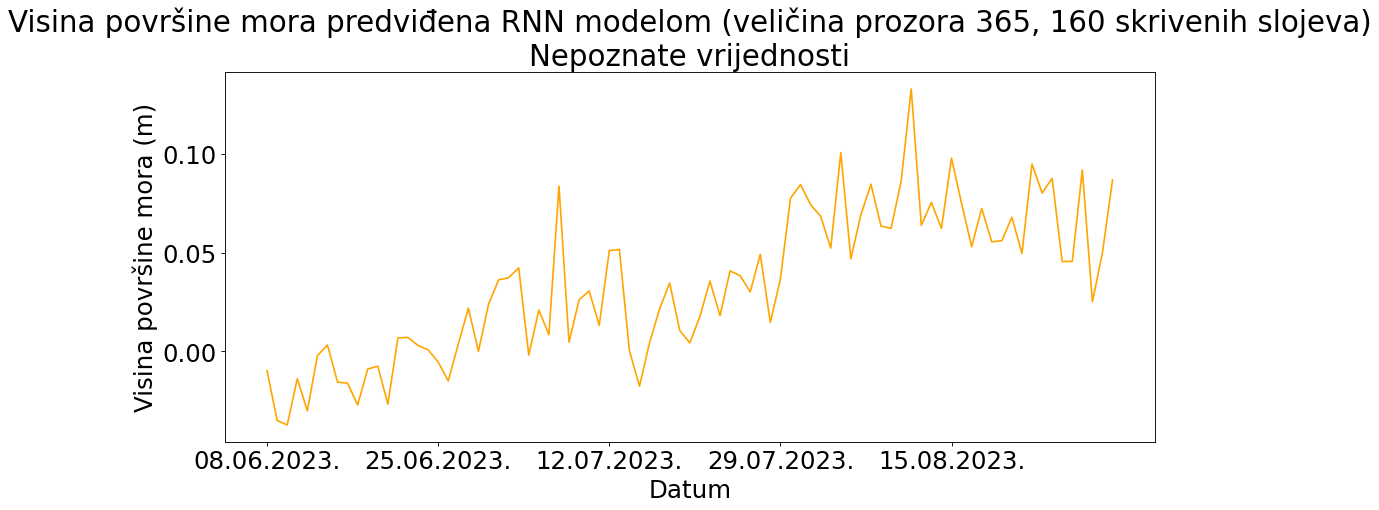 Visina površine mora predviđena RNN modelom (veličina prozora 365, 160 skrivenih slojeva)
Nepoznate vrijednosti
Visina površine mora (m)
0.10
0.05
0.00
08.06.2023. 25.06.2023. 12.07.2023. 29.07.2023. 15.08.2023.
Datum